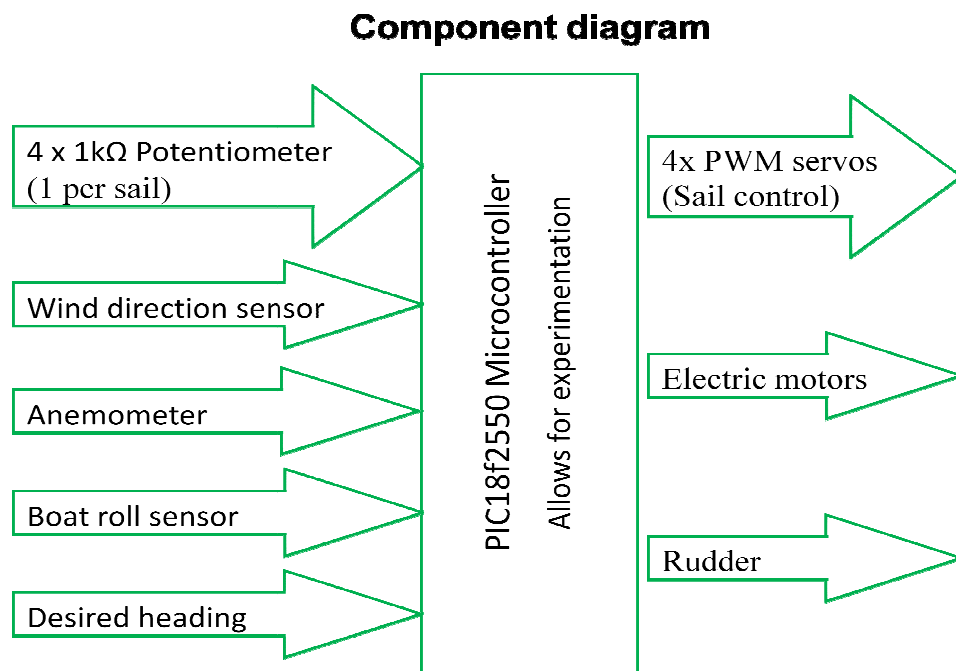 Component diagram
4 x 1kΩ Potentiometer
(1 per sail)
Wind direction sensor
Anemometer
Boat roll sensor
Desired heading
PIC18f2550 Microcontroller
Allows for experimentation
4x PWM servos
(Sail control)
Electric motors
Rudder